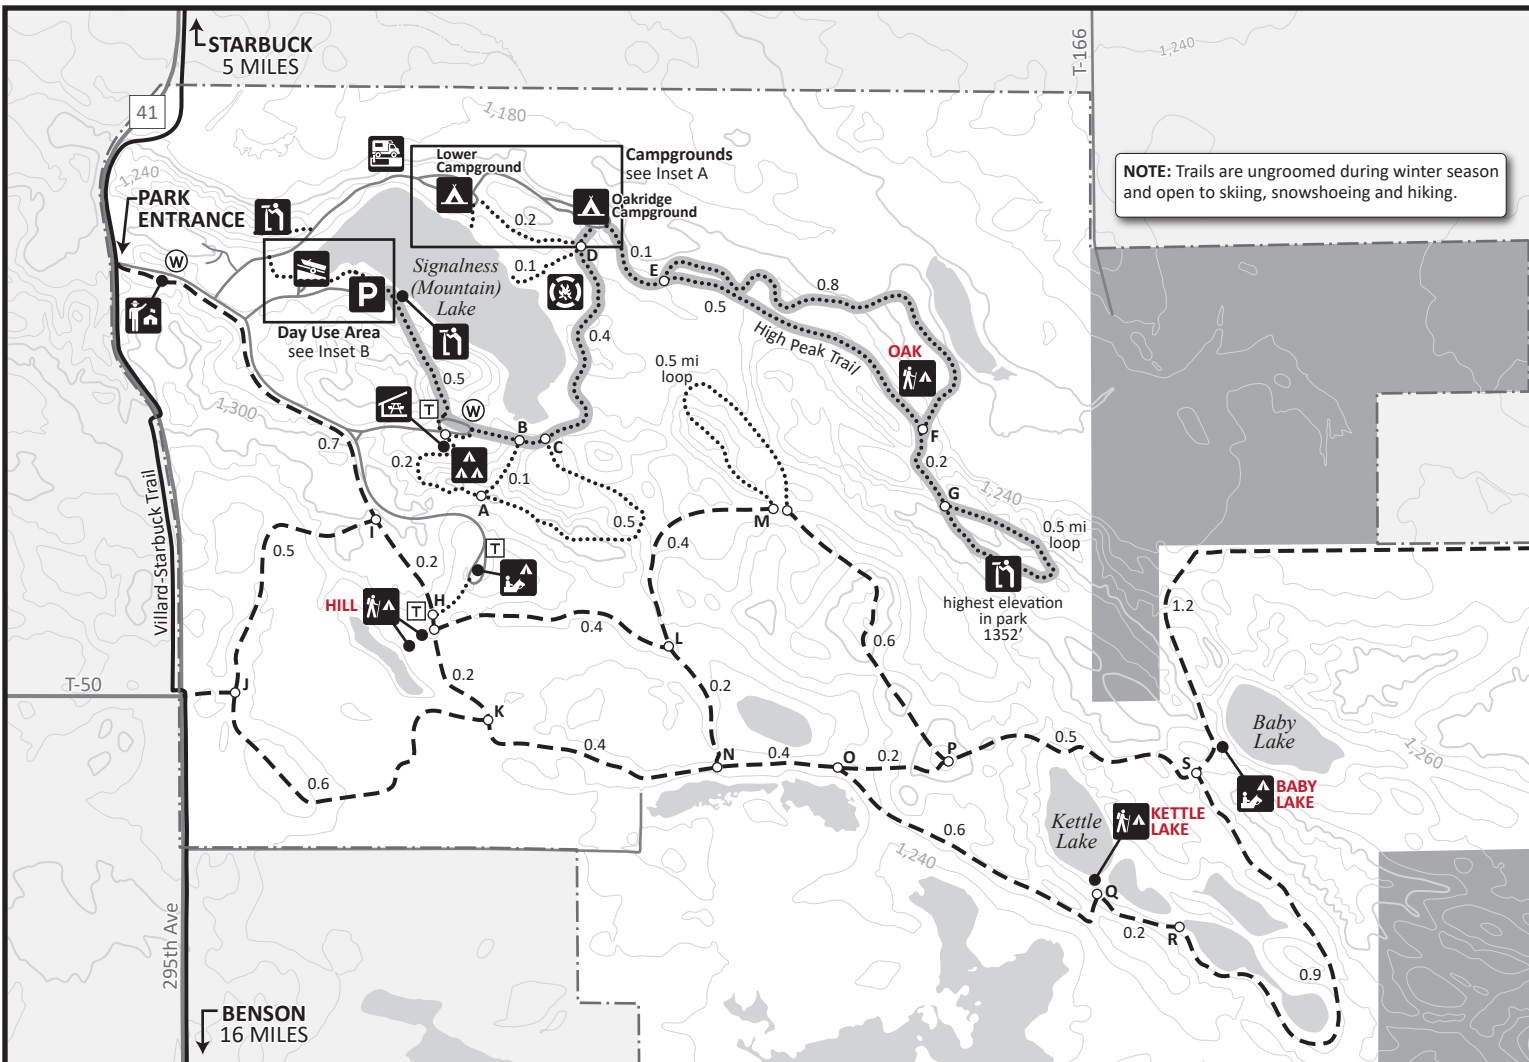 STARBUCK
5 MILES
T-166
1,240
41
1,180
Lower
Campground
Campgrounds
see Inset A
NOTE: Trails are ungroomed during winter season
and open to skiing, snowshoeing and hiking.
1,240
PARK
ENTRANCE
0.2
Oakridge
Campground
W
0.1
D
0.1
E
Signalness
(Mountain)
Lake
P
0.8
0.5
Day Use Area
see Inset B
0.4
High Peak Trail
OAK
0.5 mi
loop
0.5
1,300
T
W
0.7
B
C
F
0.2
0.1
0.2
A
G
1,240
Villard-Starbuck Trail
M
0.5
0.5 mi
loop
I
0.5
0.4
T
0.2
highest elevation
in park
1352'
HILL
T
H
1.2
0.4
L
0.6
T-50
J
0.2
0.2
K
Baby
Lake
0.4
N
0.4
O
0.2
P
0.5
S
1,260
0.6
BABY
LAKE
Kettle
Lake
KETTLE
LAKE
0.6
1,240
Q
0.2
R
295th Ave
0.9
BENSON
16 MILES